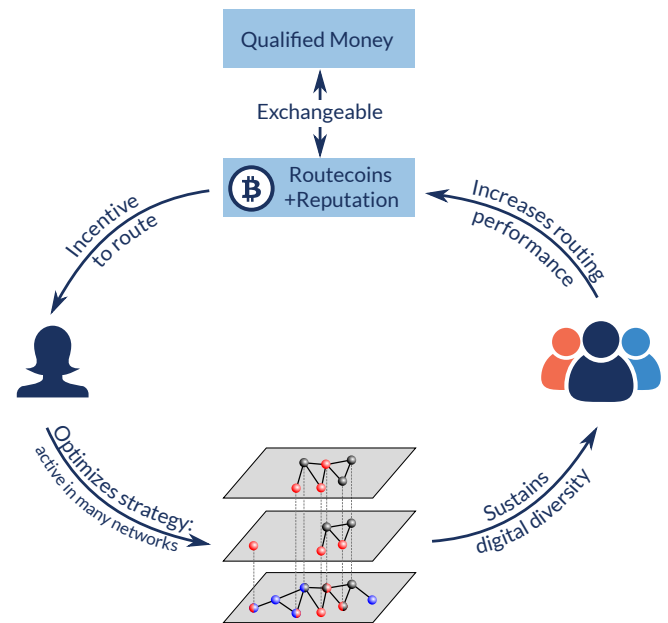 Qualified Money
Exchangeable
Routecoins
+Reputation
Incentive
to route
Increases routing
performance
Optimizes strategy:
active in many networks
Sustains
digital diversity